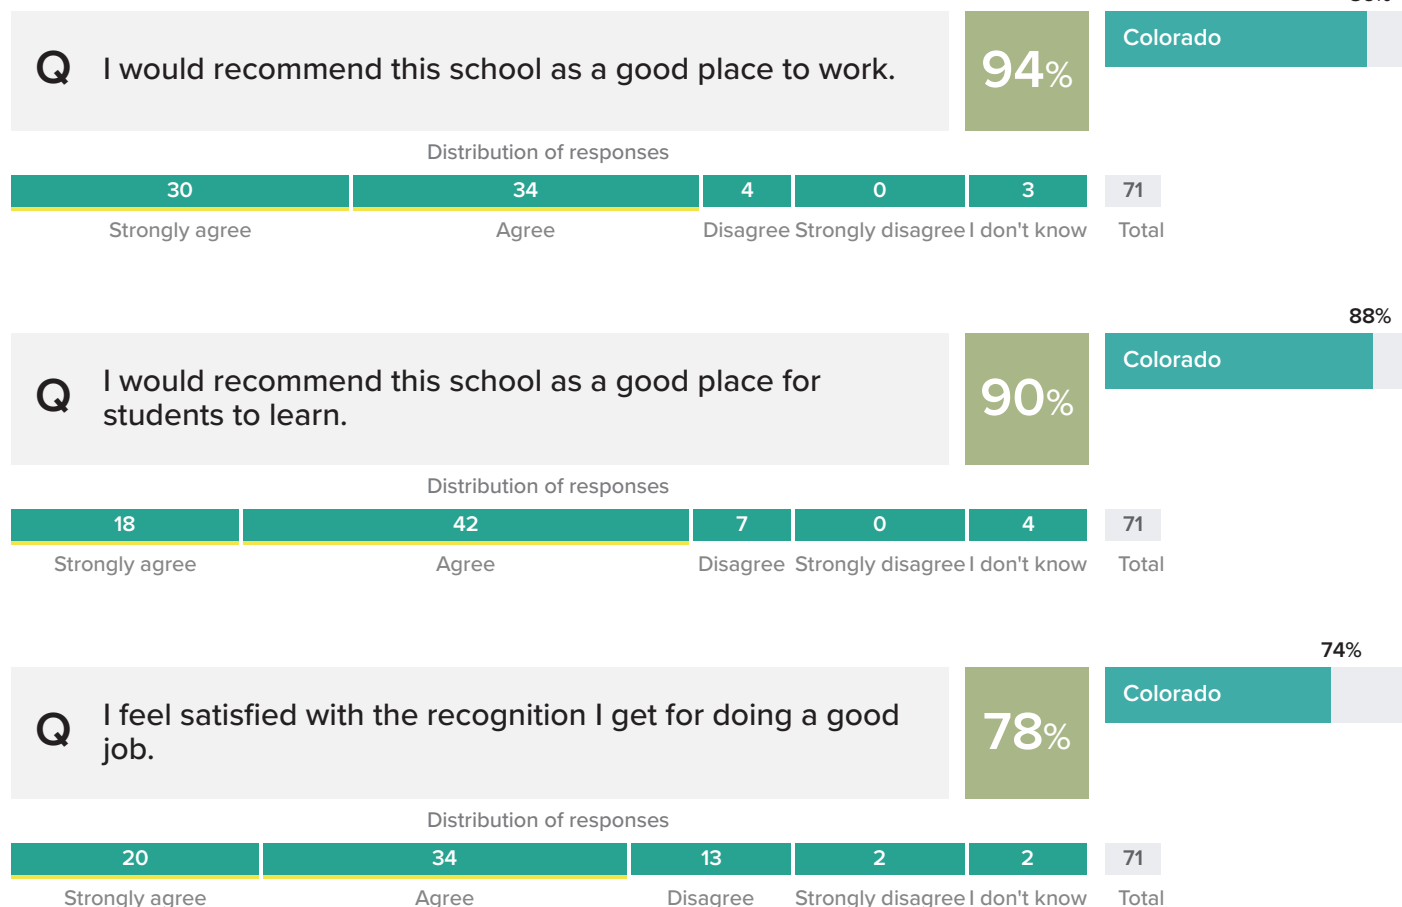 Q I would recommend this school as a good place to work. 94% Colorado
Distribution of responses
30 34 4 0 3 71
Strongly agree Agree Disagree Strongly disagree I don't know Total
88%
Q I would recommend this school as a good place for
students to learn. 90% Colorado
Distribution of responses
18 42 7 0 4 71
Strongly agree Agree Disagree Strongly disagree I don't know Total
74%
Q I feel satisfied with the recognition I get for doing a good
job. 78% Colorado
Distribution of responses
20 34 13 2 2 71
Strongly agree Agree Disagree Strongly disagree I don't know Total